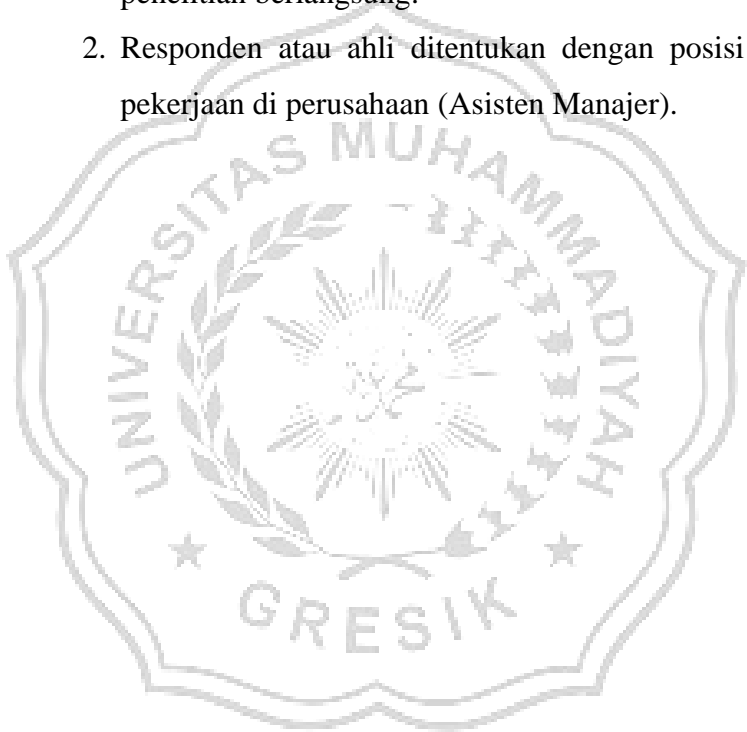 penelitian berlangsung.
2. Responden atau ahli ditentukan dengan posisi
pekerjaan di perusahaan (Asisten Manajer).
UNIVERSITAS MUHAMMADIYAH
GRESIK